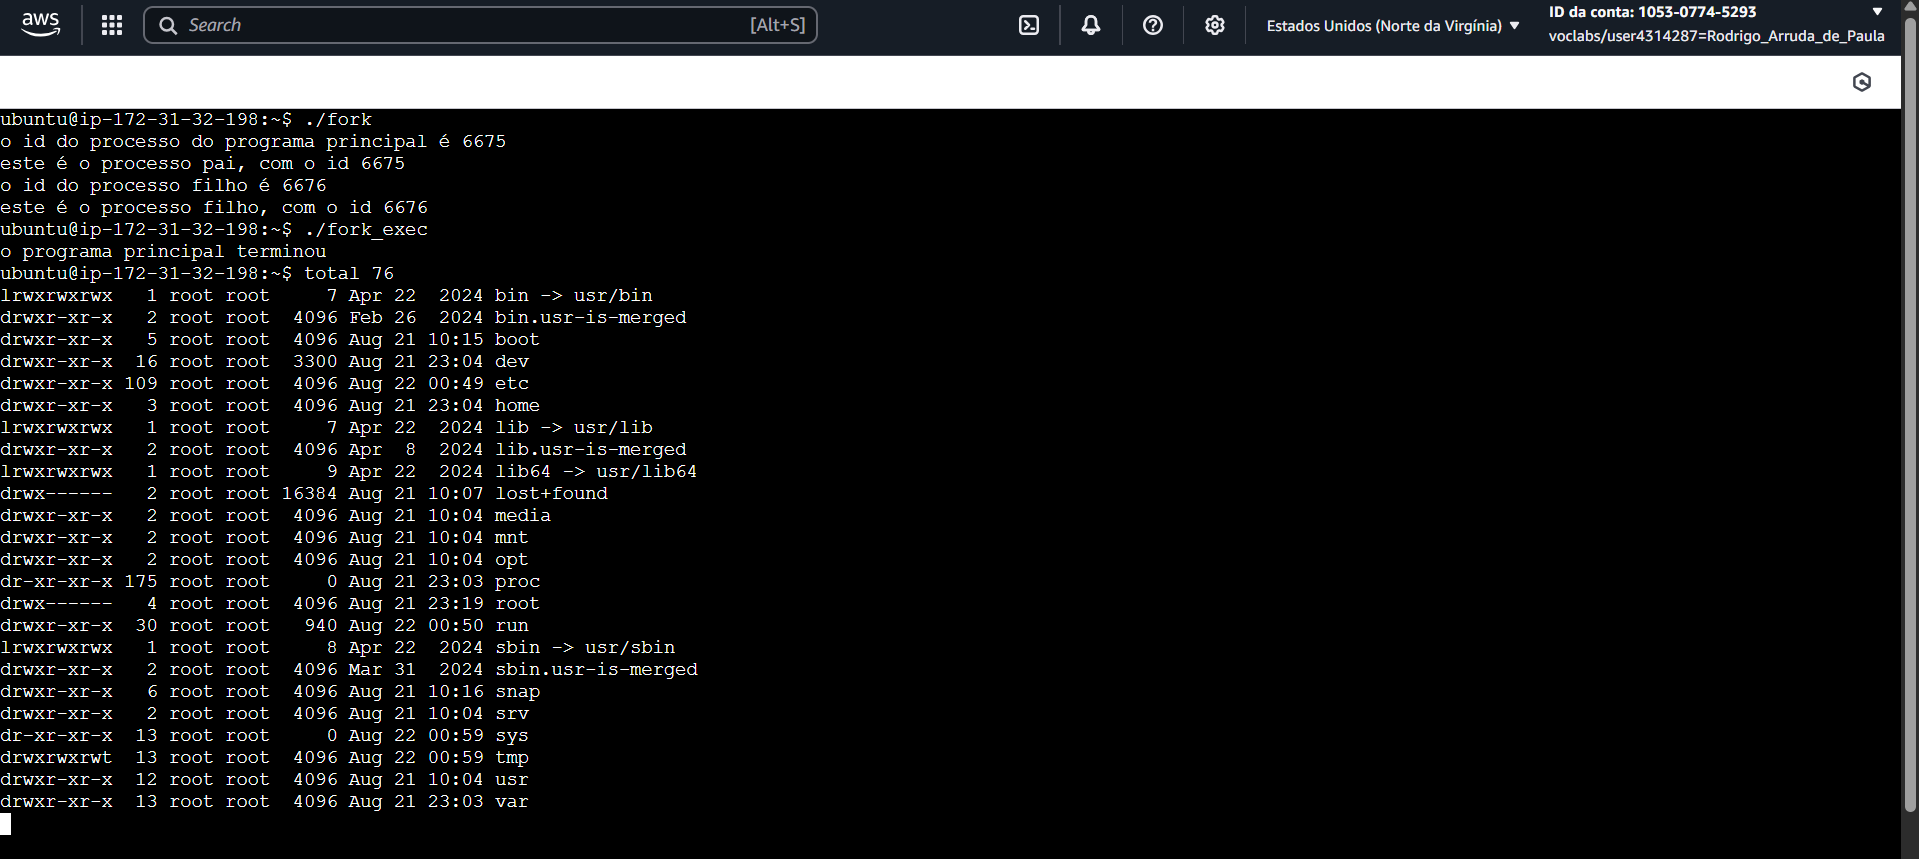 aws
Search
[Alt+S]
Estados Unidos (Norte da Virgínia)
ID da conta: 1053-0774-5293
voclabs/user4314287=Rodrigo_Arruda_de_Paula
ubuntu@ip-172-31-32-198:~$ ./fork
o id do processo do programa principal é 6675
este é o processo pai, com o id 6675
o id do processo filho é 6676
este é o processo filho, com o id 6676
ubuntu@ip-172-31-32-198:~$ ./fork_exec
o programa principal terminou
ubuntu@ip-172-31-32-198:~$ total 76
lrwxrwxrwx   1 root root     7 Apr 22  2024 bin -> usr/bin
drwxr-xr-x   2 root root  4096 Feb 26  2024 bin.usr-is-merged
drwxr-xr-x   5 root root  4096 Aug 21 10:15 boot
drwxr-xr-x  16 root root  3300 Aug 21 23:04 dev
drwxr-xr-x 109 root root  4096 Aug 22 00:49 etc
drwxr-xr-x   3 root root  4096 Aug 21 23:04 home
lrwxrwxrwx   1 root root     7 Apr 22  2024 lib -> usr/lib
drwxr-xr-x   2 root root  4096 Apr  8  2024 lib.usr-is-merged
lrwxrwxrwx   1 root root     9 Apr 22  2024 lib64 -> usr/lib64
drwx------   2 root root 16384 Aug 21 10:07 lost+found
drwxr-xr-x   2 root root  4096 Aug 21 10:04 media
drwxr-xr-x   2 root root  4096 Aug 21 10:04 mnt
drwxr-xr-x   2 root root  4096 Aug 21 10:04 opt
dr-xr-xr-x 175 root root     0 Aug 21 23:03 proc
drwx------   4 root root  4096 Aug 21 23:19 root
drwxr-xr-x  30 root root   940 Aug 22 00:50 run
lrwxrwxrwx   1 root root     8 Apr 22  2024 sbin -> usr/sbin
drwxr-xr-x   2 root root  4096 Mar 31  2024 sbin.usr-is-merged
drwxr-xr-x   6 root root  4096 Aug 21 10:16 snap
drwxr-xr-x   2 root root  4096 Aug 21 10:04 srv
dr-xr-xr-x  13 root root     0 Aug 22 00:59 sys
drwxrwxrwt  13 root root  4096 Aug 22 00:59 tmp
drwxr-xr-x  12 root root  4096 Aug 21 10:04 usr
drwxr-xr-x  13 root root  4096 Aug 21 23:03 var